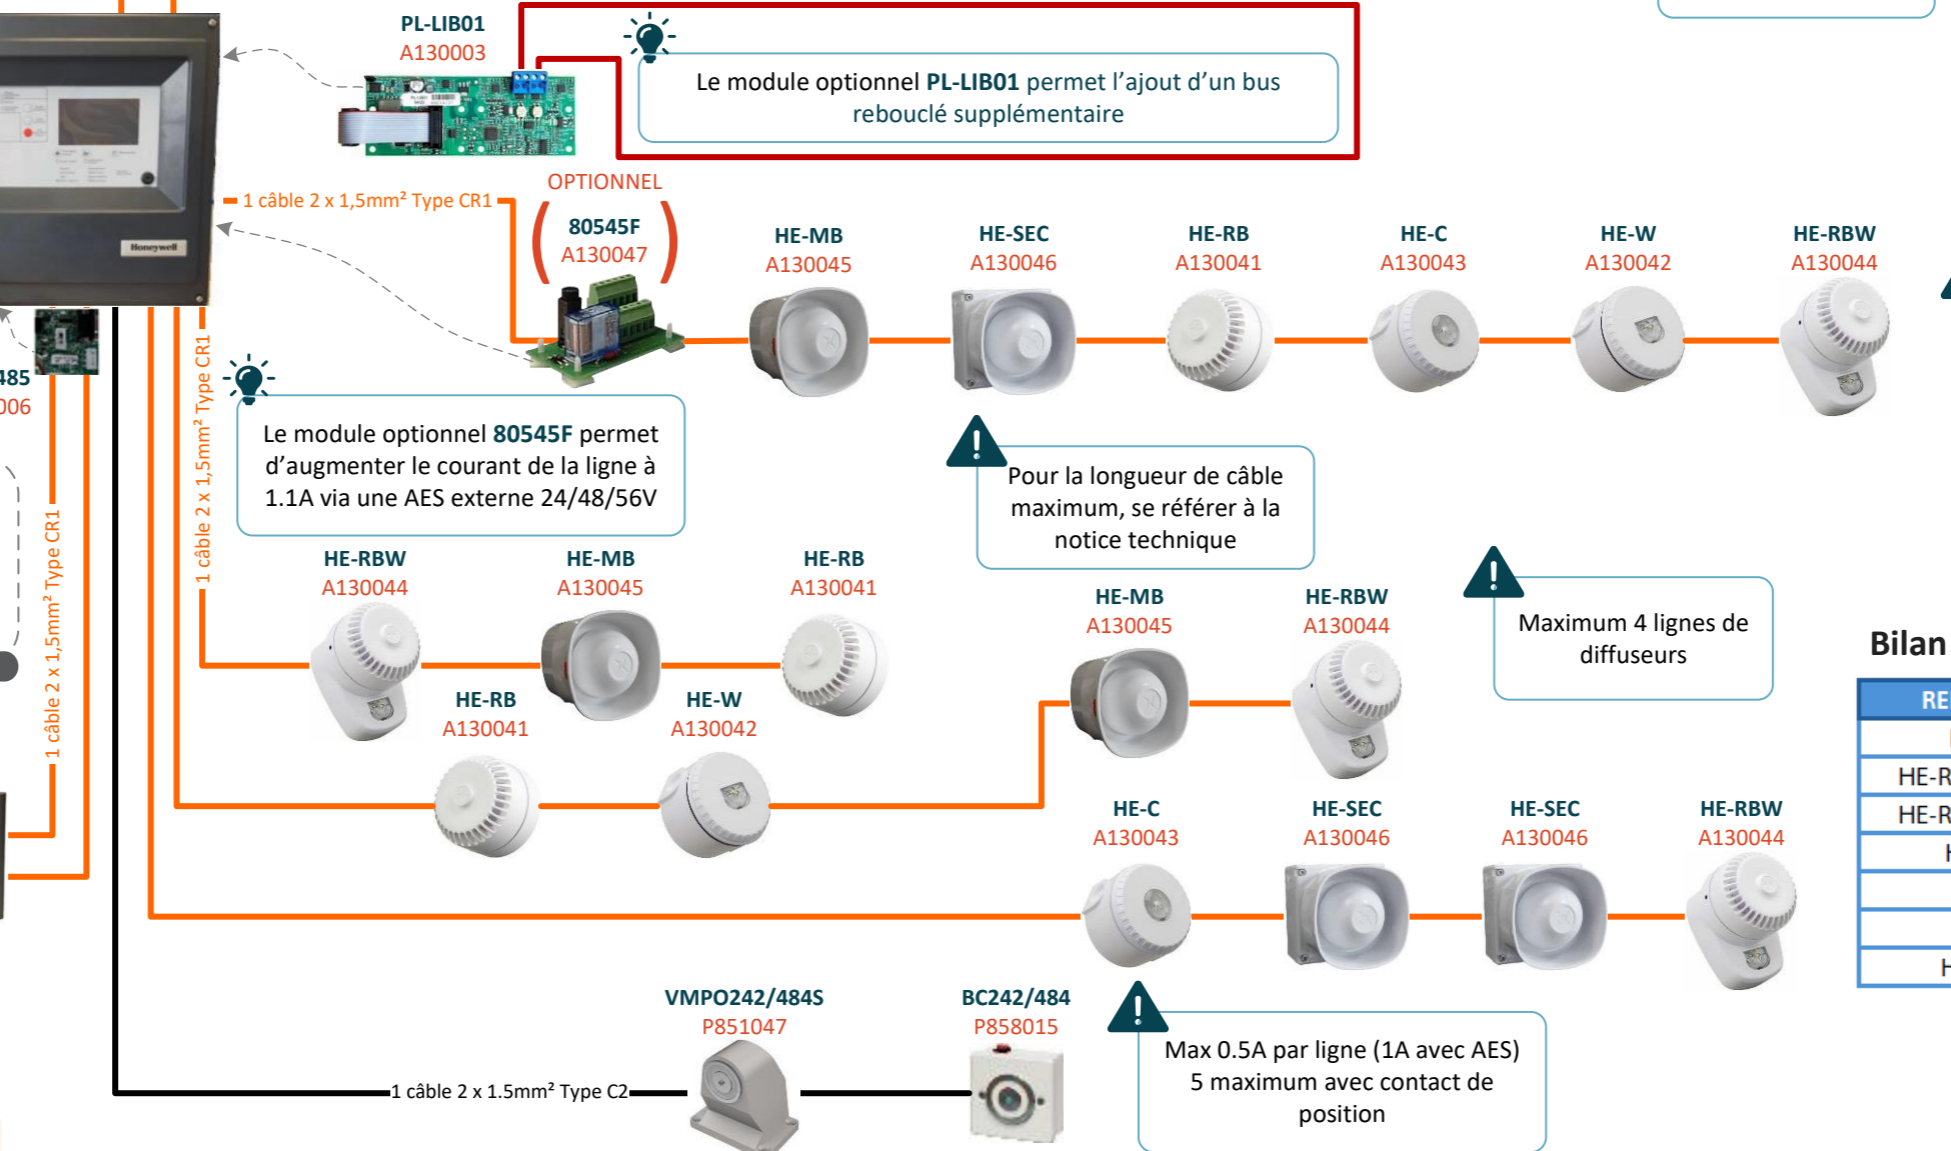 PL-LIB01
A130003
Le module optionnel PL-LIB01 permet l'ajout d'un bus
rebouclé supplémentaire
Honeywell
1 câble 2 x 1,5mm² Type CR1
OPTIONNEL
80545F
A130047
HE-MB
A130045
HE-SEC
A130046
HE-RB
A130041
HE-C
A130043
HE-W
A130042
HE-RBW
A130044
485
006
1 câble 2 x 1,5mm² Type CR1
1 câble 2 x 1,5mm² Type CR1
Le module optionnel 80545F permet
d'augmenter le courant de la ligne à
1.1A via une AES externe 24/48/56V
Pour la longueur de câble
maximum, se référer à la
notice technique
HE-RBW
A130044
HE-MB
A130045
HE-RB
A130041
HE-MB
A130045
HE-RBW
A130044
Maximum 4 lignes de
diffuseurs
HE-RB
A130041
HE-W
A130042
Bilan
RE
HE-R
HE-R
HE-C
A130043
HE-SEC
A130046
HE-SEC
A130046
HE-RBW
A130044
VMPO242/484S
P851047
BC242/484
P858015
1 câble 2 x 1.5mm² Type C2
Max 0.5A par ligne (1A avec AES)
5 maximum avec contact de
position